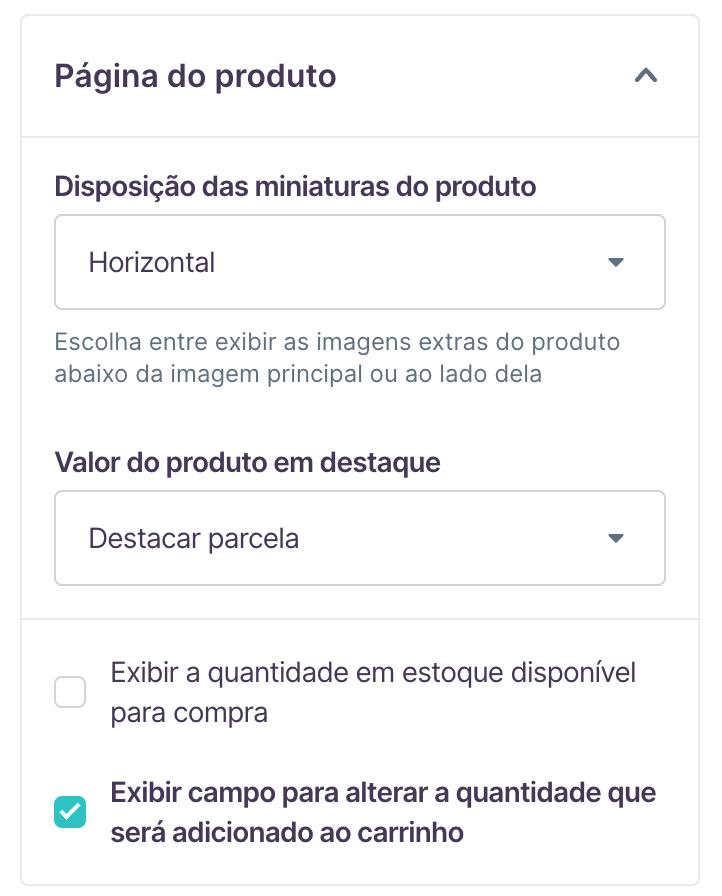 Página do produto
Disposição das miniaturas do produto
Horizontal
Escolha entre exibir as imagens extras do produto
abaixo da imagem principal ou ao lado dela
Valor do produto em destaque
Destacar parcela
Exibir a quantidade em estoque disponível
para compra
Exibir campo para alterar a quantidade que
será adicionado ao carrinho